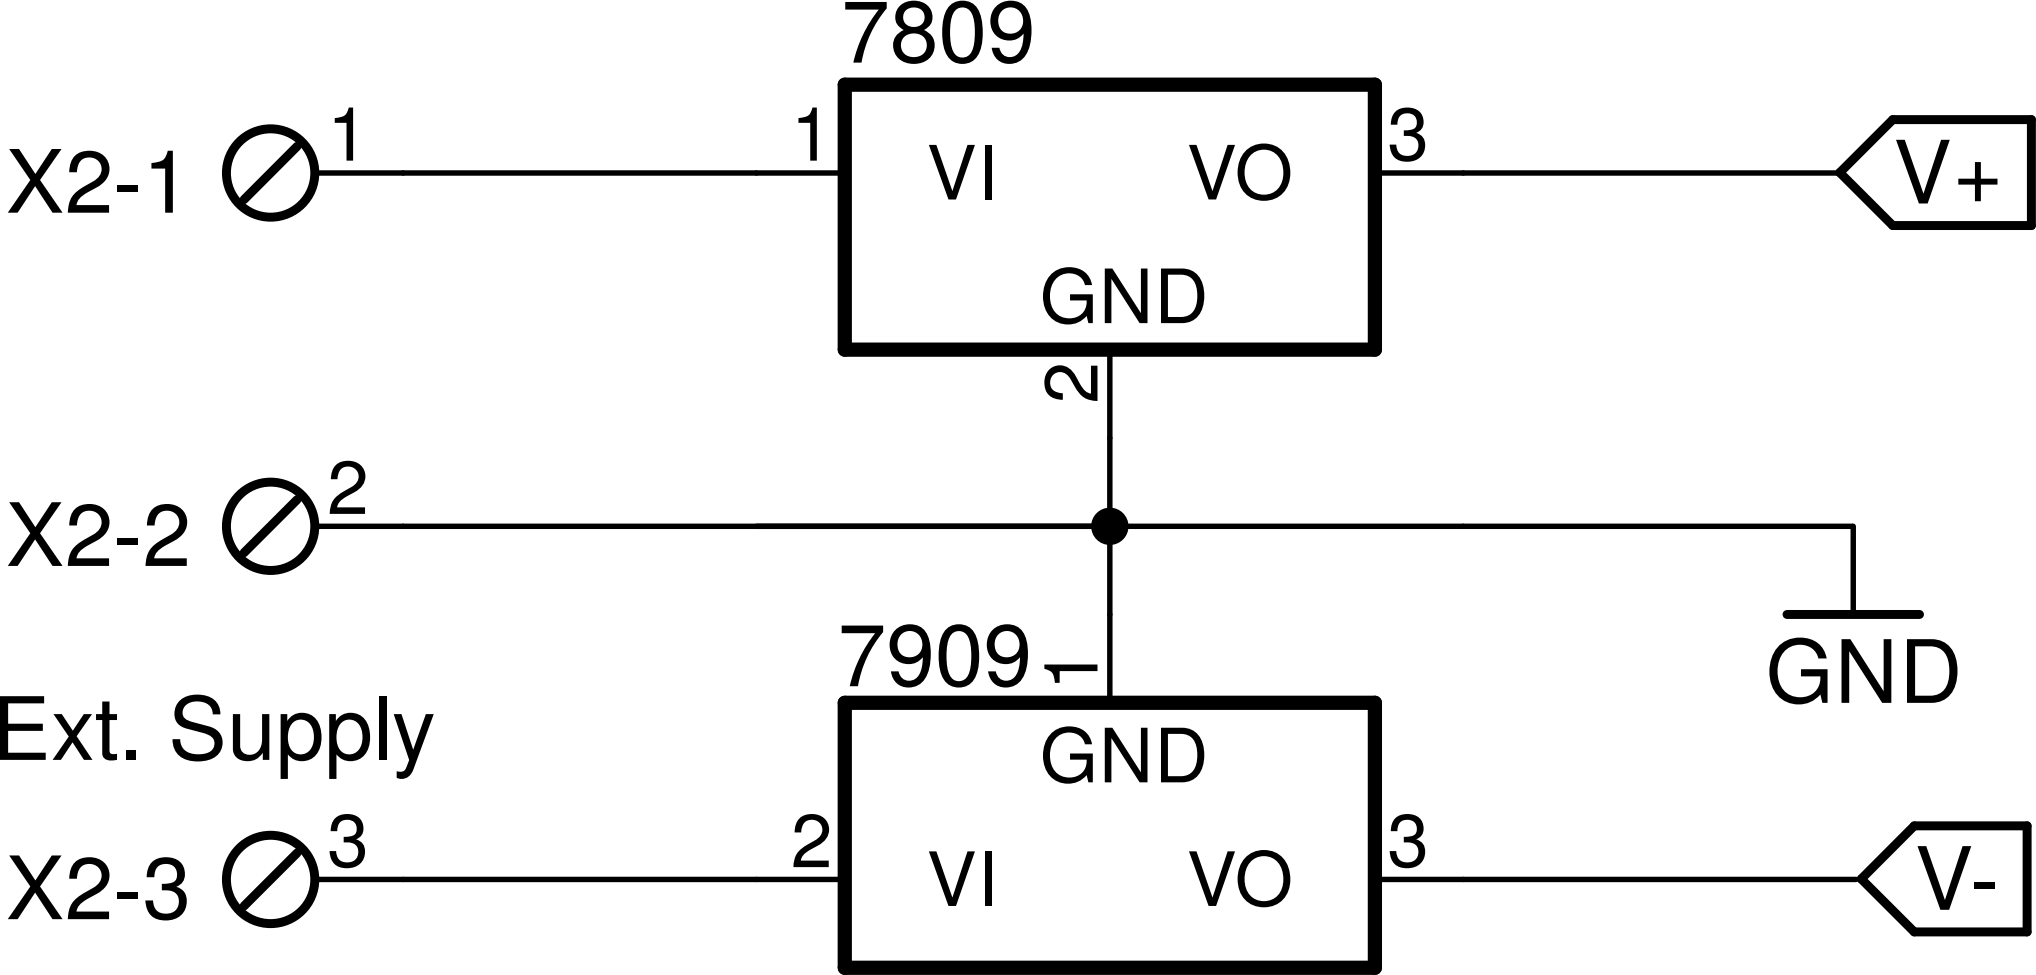 7809
X2-1 1 1 VI VO 3 V+
GND
2
X2-2 2
7909 1 GND
Ext. Supply GND
X2-3 3 2 VI VO 3 V-